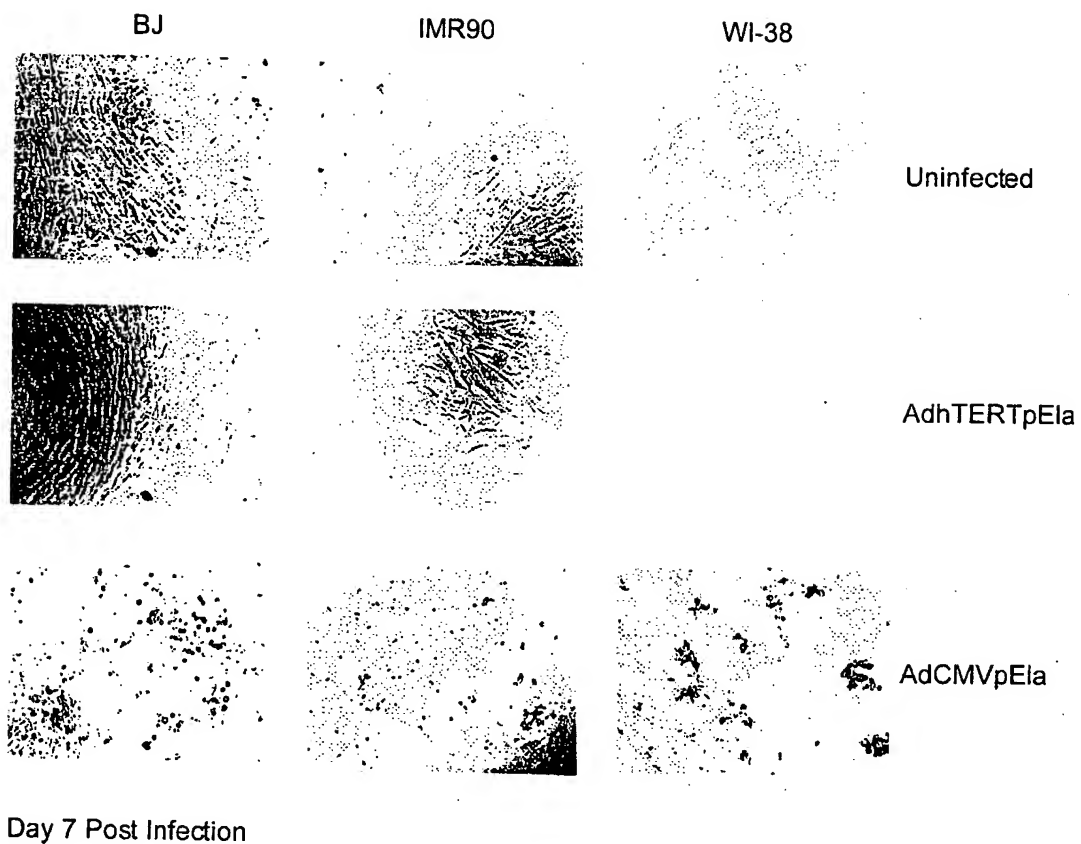 BJ IMR90 WI-38
Uninfected
AdhTERTpEla
AdCMVpEla
Day 7 Post Infection